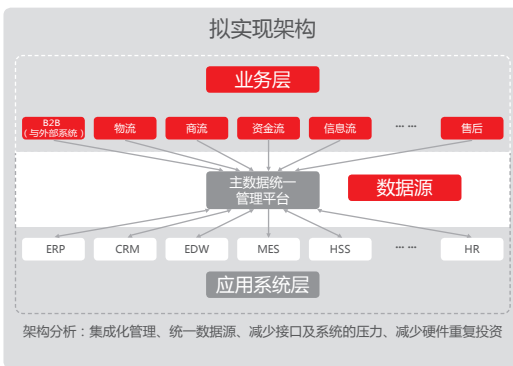 拟实现架构
业务层
B2B
（与外部系统）
物流
商流
资金流
信息流
... ...
售后
主数据统一
管理平台
数据源
ERP
CRM
EDW
MES
HSS
... ...
HR
应用系统层
架构分析：集成化管理、统一数据源、减少接口及系统的压力、减少硬件重复投资